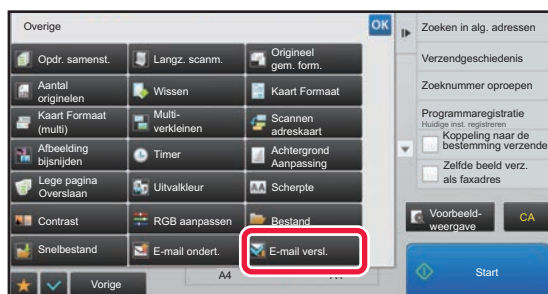 Overige
OK
Opdr. samenst.
Langz. scanm.
Origineel
gem. form.
Aantal
originelen
Wissen
Kaart Formaat
Kaart Formaat
(multi)
Multi-
verkleinen
Scannen
adreskaart
Afbeelding
bijsnijden
Timer
Achtergrond
Aanpassing
Lege pagina
Overslaan
Uitvalkleur
AA Scherpte
Contrast
RGB aanpassen
Bestand
Snelbestand
E-mail ondert.
E-mail versl.
Vorige
A4
Zoeken in alg. adressen
Verzendgeschiedenis
Zoeknummer oproepen
Programmaregistratie
Huidige inst. registreren
Koppeling naar de
bestemming verzende
Zelfde beeld verz.
als faxadres
Voorbeeld-
weergave
CA
Start